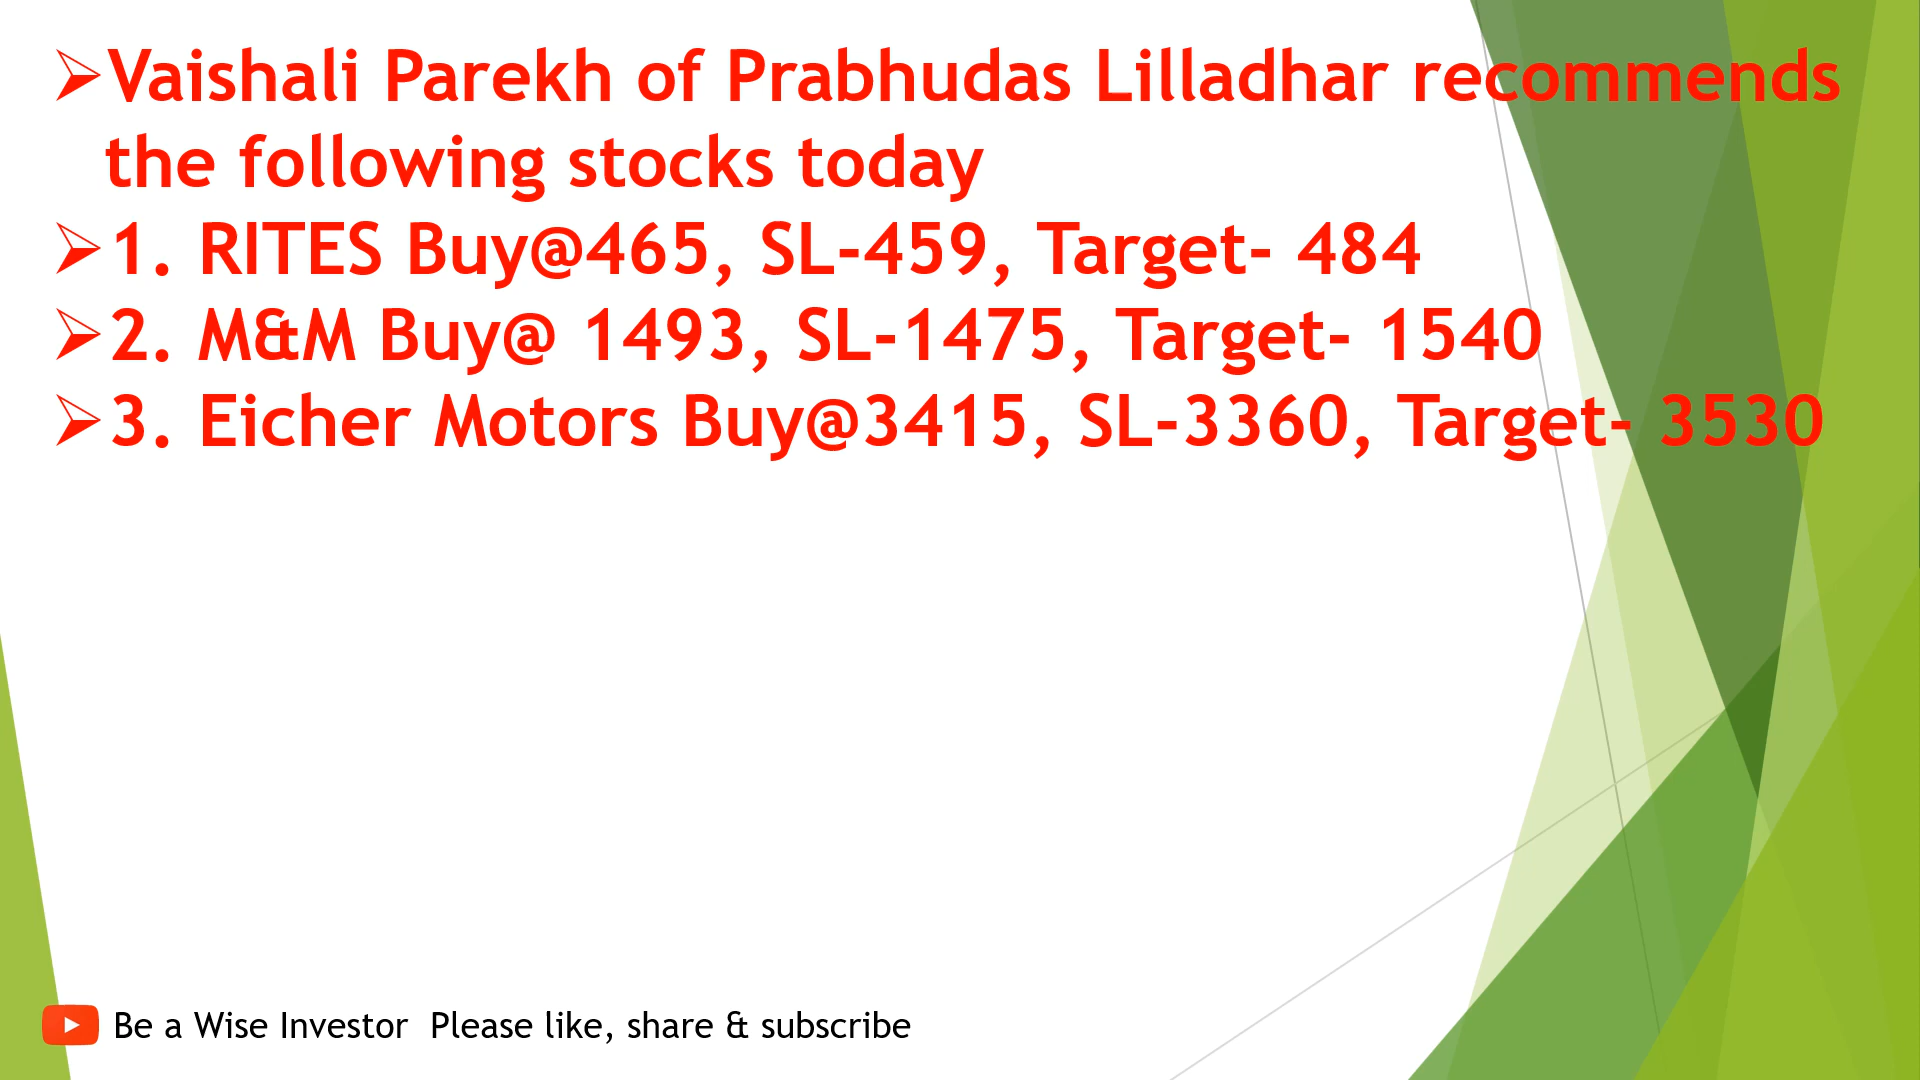 ➢Vaishali Parekh of Prabhudas Lilladhar recommends
the following stocks today
➢1. RITES Buy@465, SL-459, Target- 484
➢2. M&M Buy@ 1493, SL-1475, Target- 1540
➢3. Eicher Motors Buy@3415, SL-3360, Target- 3530
Be a Wise Investor  Please like, share & subscribe